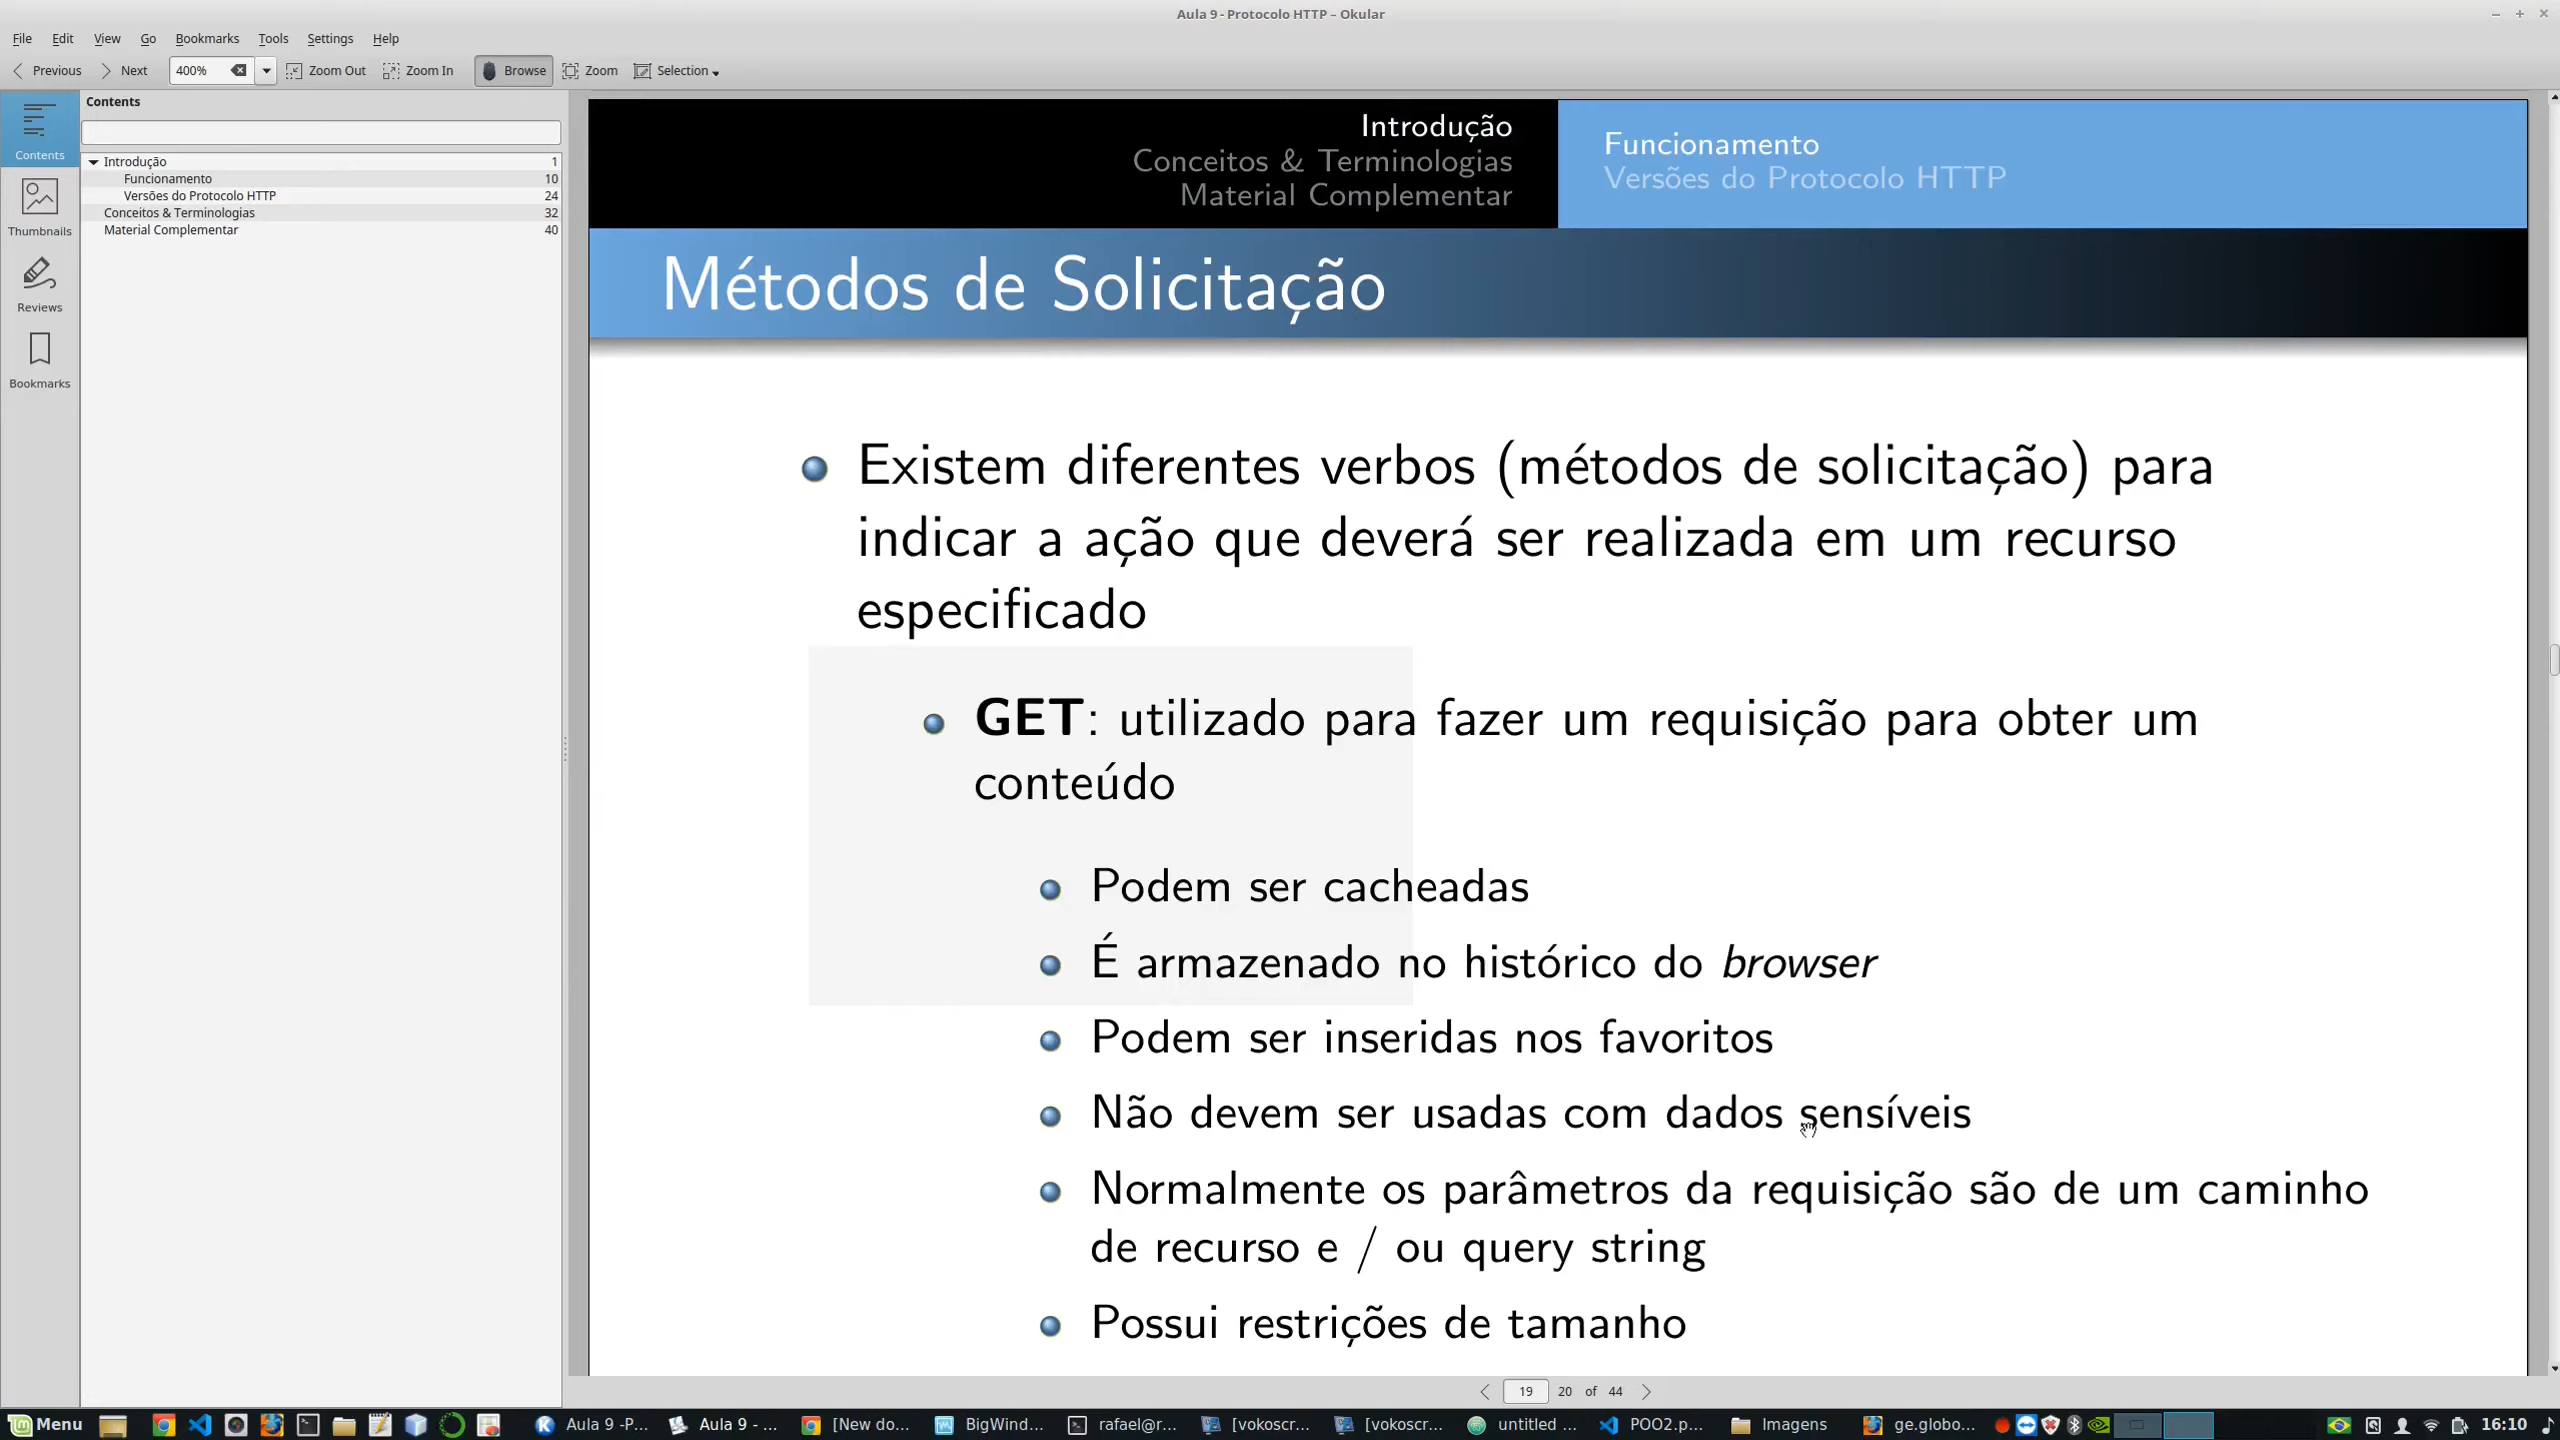 Aula 9 - Protocolo HTTP – Okular
File Edit View Go Bookmarks Tools Settings Help
Previous Next 400% Zoom Out Zoom In Browse Zoom Selection
Contents
Contents
Thumbnails
Reviews
Bookmarks
Introdução 1
Funcionamento 10
Versões do Protocolo HTTP 24
Conceitos & Terminologias 32
Material Complementar 40
Introdução
Conceitos & Terminologias
Material Complementar
Funcionamento
Versões do Protocolo HTTP
Métodos de Solicitação
Existem diferentes verbos (métodos de solicitação) para
indicar a ação que deverá ser realizada em um recurso
especificado
GET: utilizado para fazer um requisição para obter um
conteúdo
Podem ser cacheadas
É armazenado no histórico do browser
Podem ser inseridas nos favoritos
Não devem ser usadas com dados sensíveis
Normalmente os parâmetros da requisição são de um caminho
de recurso e / ou query string
Possui restrições de tamanho
19 20 of 44
Menu Aula 9 -P... Aula 9 - ... [New do... BigWind... rafael@r... [vokoscr... [vokoscr... untitled ... POO2.p... Imagens ge.globo... 16:10